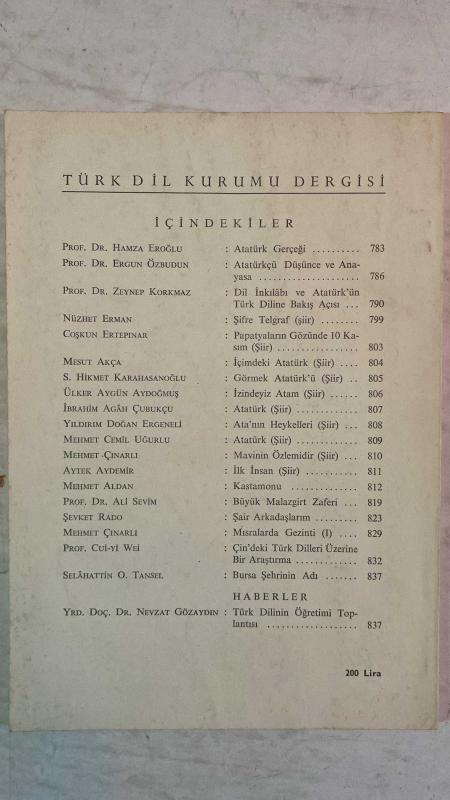 TÜRK DİL KURUMU DERGİSİ
İÇİNDEKİLER
PROF. DR. HAMZA EROĞLU : Atatürk Gerçeği .......... 783
PROF. DR. ERGUN ÖZBUDUN : Atatürkçü Düşünce ve Ana-
yasa ..................... 786
PROF. DR. ZEYNEP KORKMAZ : Dil İnkılâbı ve Atatürk'ün
Türk Diline Bakış Açısı ... 790
NÜZHET ERMAN : Şifre Telgraf (şiir) ........ 799
COŞKUN ERTEPINAR : Papatyaların Gözünde 10 Ka-
sım (Şiir) ................. 803
MESUT AKÇA : İçimdeki Atatürk (Şiir) .... 804
S. HİKMET KARAHASANOĞLU : Görmek Atatürk'ü (Şiir) .. 805
ÜLKER AYGÜN AYDOĞMUŞ : İzindeyiz Atam (Şiir) ...... 806
İBRAHİM AGÂH ÇUBUKÇU : Atatürk (Şiir) ............. 807
YILDIRIM DOĞAN ERGENELİ : Ata'nın Heykelleri (Şiir) ... 808
MEHMET CEMİL UĞURLU : Atatürk (Şiir) ............. 809
MEHMET ÇINARLI : Mavinin Özlemidir (Şiir) ... 810
AYTEK AYDEMİR : İlk İnsan (Şiir) ........... 811
MEHMET ALDAN : Kastamonu ............. 812
PROF. DR. ALİ SEVİM : Büyük Malazgirt Zaferi ... 819
ŞEVKET RADO : Şair Arkadaşlarım ......... 823
MEHMET ÇINARLI : Mısralarda Gezinti (I) .... 829
PROF. CUİ-Yİ WEİ : Çin'deki Türk Dilleri Üzerine
Bir Araştırma ............. 832
SELÂHATTİN O. TANSEL : Bursa Şehrinin Adı ....... 837
HABERLER
YRD. DOÇ. DR. NEVZAT GÖZAYDIN : Türk Dilinin Öğretimi Top-
lantısı ................... 837
200 Lira